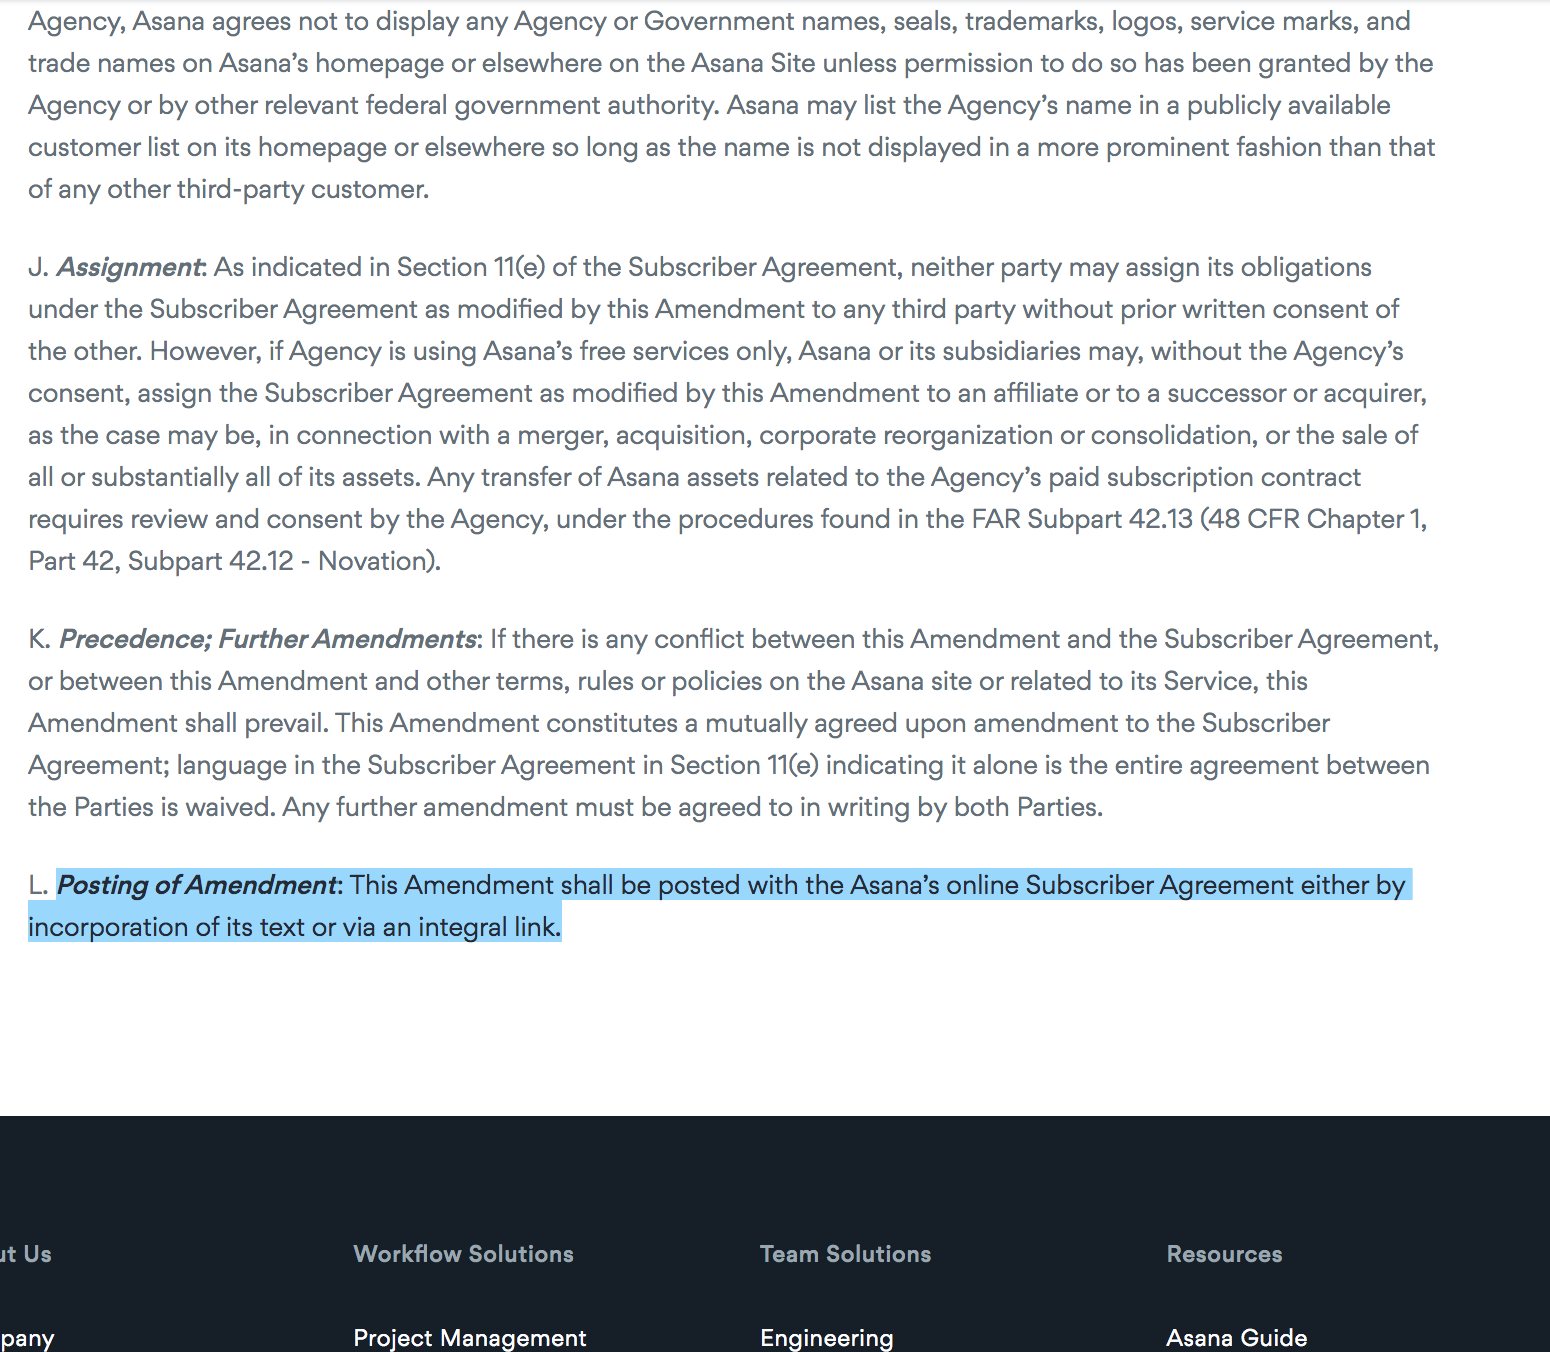 Agency, Asana agrees not to display any Agency or Government names, seals, trademarks, logos, service marks, and
trade names on Asana’s homepage or elsewhere on the Asana Site unless permission to do so has been granted by the
Agency or by other relevant federal government authority. Asana may list the Agency’s name in a publicly available
customer list on its homepage or elsewhere so long as the name is not displayed in a more prominent fashion than that
of any other third-party customer.
J. Assignment: As indicated in Section 11(e) of the Subscriber Agreement, neither party may assign its obligations
under the Subscriber Agreement as modified by this Amendment to any third party without prior written consent of
the other. However, if Agency is using Asana’s free services only, Asana or its subsidiaries may, without the Agency’s
consent, assign the Subscriber Agreement as modified by this Amendment to an affiliate or to a successor or acquirer,
as the case may be, in connection with a merger, acquisition, corporate reorganization or consolidation, or the sale of
all or substantially all of its assets. Any transfer of Asana assets related to the Agency’s paid subscription contract
requires review and consent by the Agency, under the procedures found in the FAR Subpart 42.13 (48 CFR Chapter 1,
Part 42, Subpart 42.12 - Novation).
K. Precedence; Further Amendments: If there is any conflict between this Amendment and the Subscriber Agreement,
or between this Amendment and other terms, rules or policies on the Asana site or related to its Service, this
Amendment shall prevail. This Amendment constitutes a mutually agreed upon amendment to the Subscriber
Agreement; language in the Subscriber Agreement in Section 11(e) indicating it alone is the entire agreement between
the Parties is waived. Any further amendment must be agreed to in writing by both Parties.
L. Posting of Amendment: This Amendment shall be posted with the Asana’s online Subscriber Agreement either by
incorporation of its text or via an integral link.
ut Us
Workflow Solutions
Team Solutions
Resources
pany
Project Management
Engineering
Asana Guide